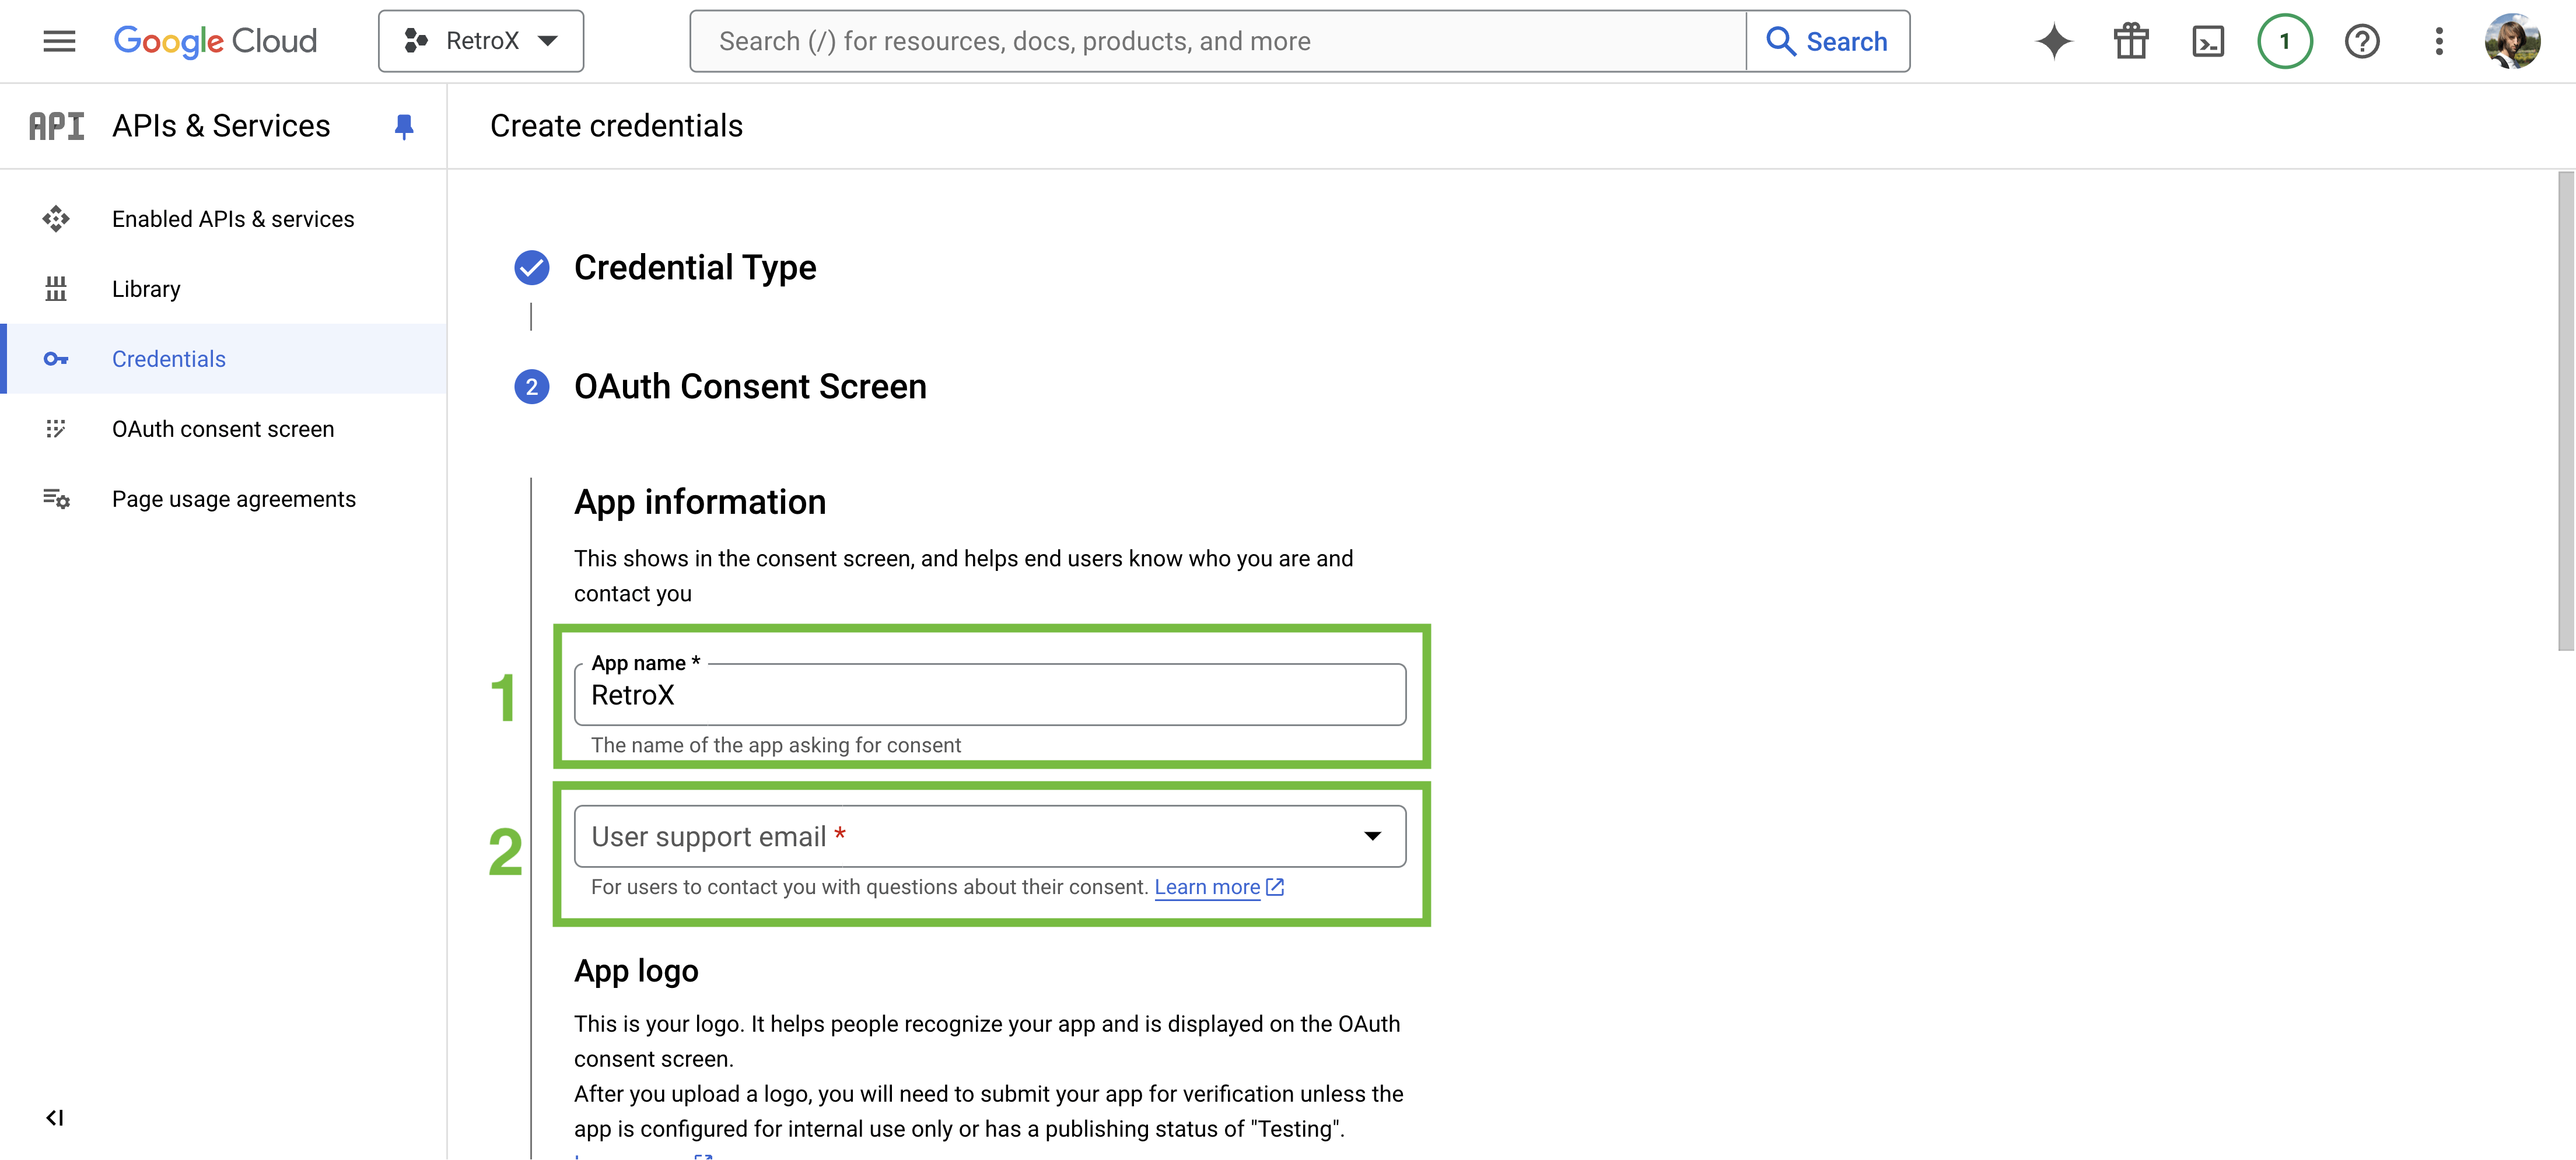 Google Cloud
RetroX
Search (/) for resources, docs, products, and more
Search
1
API
APIs & Services
Create credentials
Enabled APIs & services
Library
Credentials
OAuth consent screen
Page usage agreements
Credential Type
2
OAuth Consent Screen
App information
This shows in the consent screen, and helps end users know who you are and
contact you
1
App name *
RetroX
The name of the app asking for consent
2
User support email *
For users to contact you with questions about their consent. Learn more
App logo
This is your logo. It helps people recognize your app and is displayed on the OAuth
consent screen.
After you upload a logo, you will need to submit your app for verification unless the
app is configured for internal use only or has a publishing status of "Testing".